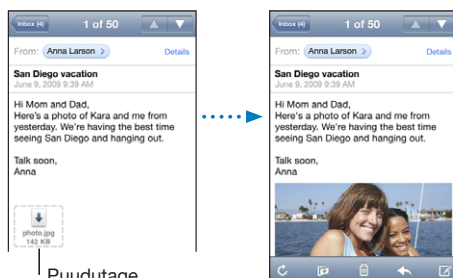 Inbox (4)
1 of 50
From: Anna Larson
Details
San Diego vacation
June 9, 2009 9:39 AM
Hi Mom and Dad,
Here's a photo of Kara and me from
yesterday. We're having the best time
seeing San Diego and hanging out.
Talk soon,
Anna
photo.jpg
142 KB
Puudutage
Inbox (4)
1 of 50
From: Anna Larson
Details
San Diego vacation
June 9, 2009 9:39 AM
Hi Mom and Dad,
Here's a photo of Kara and me from
yesterday. We're having the best time
seeing San Diego and hanging out.
Talk soon,
Anna